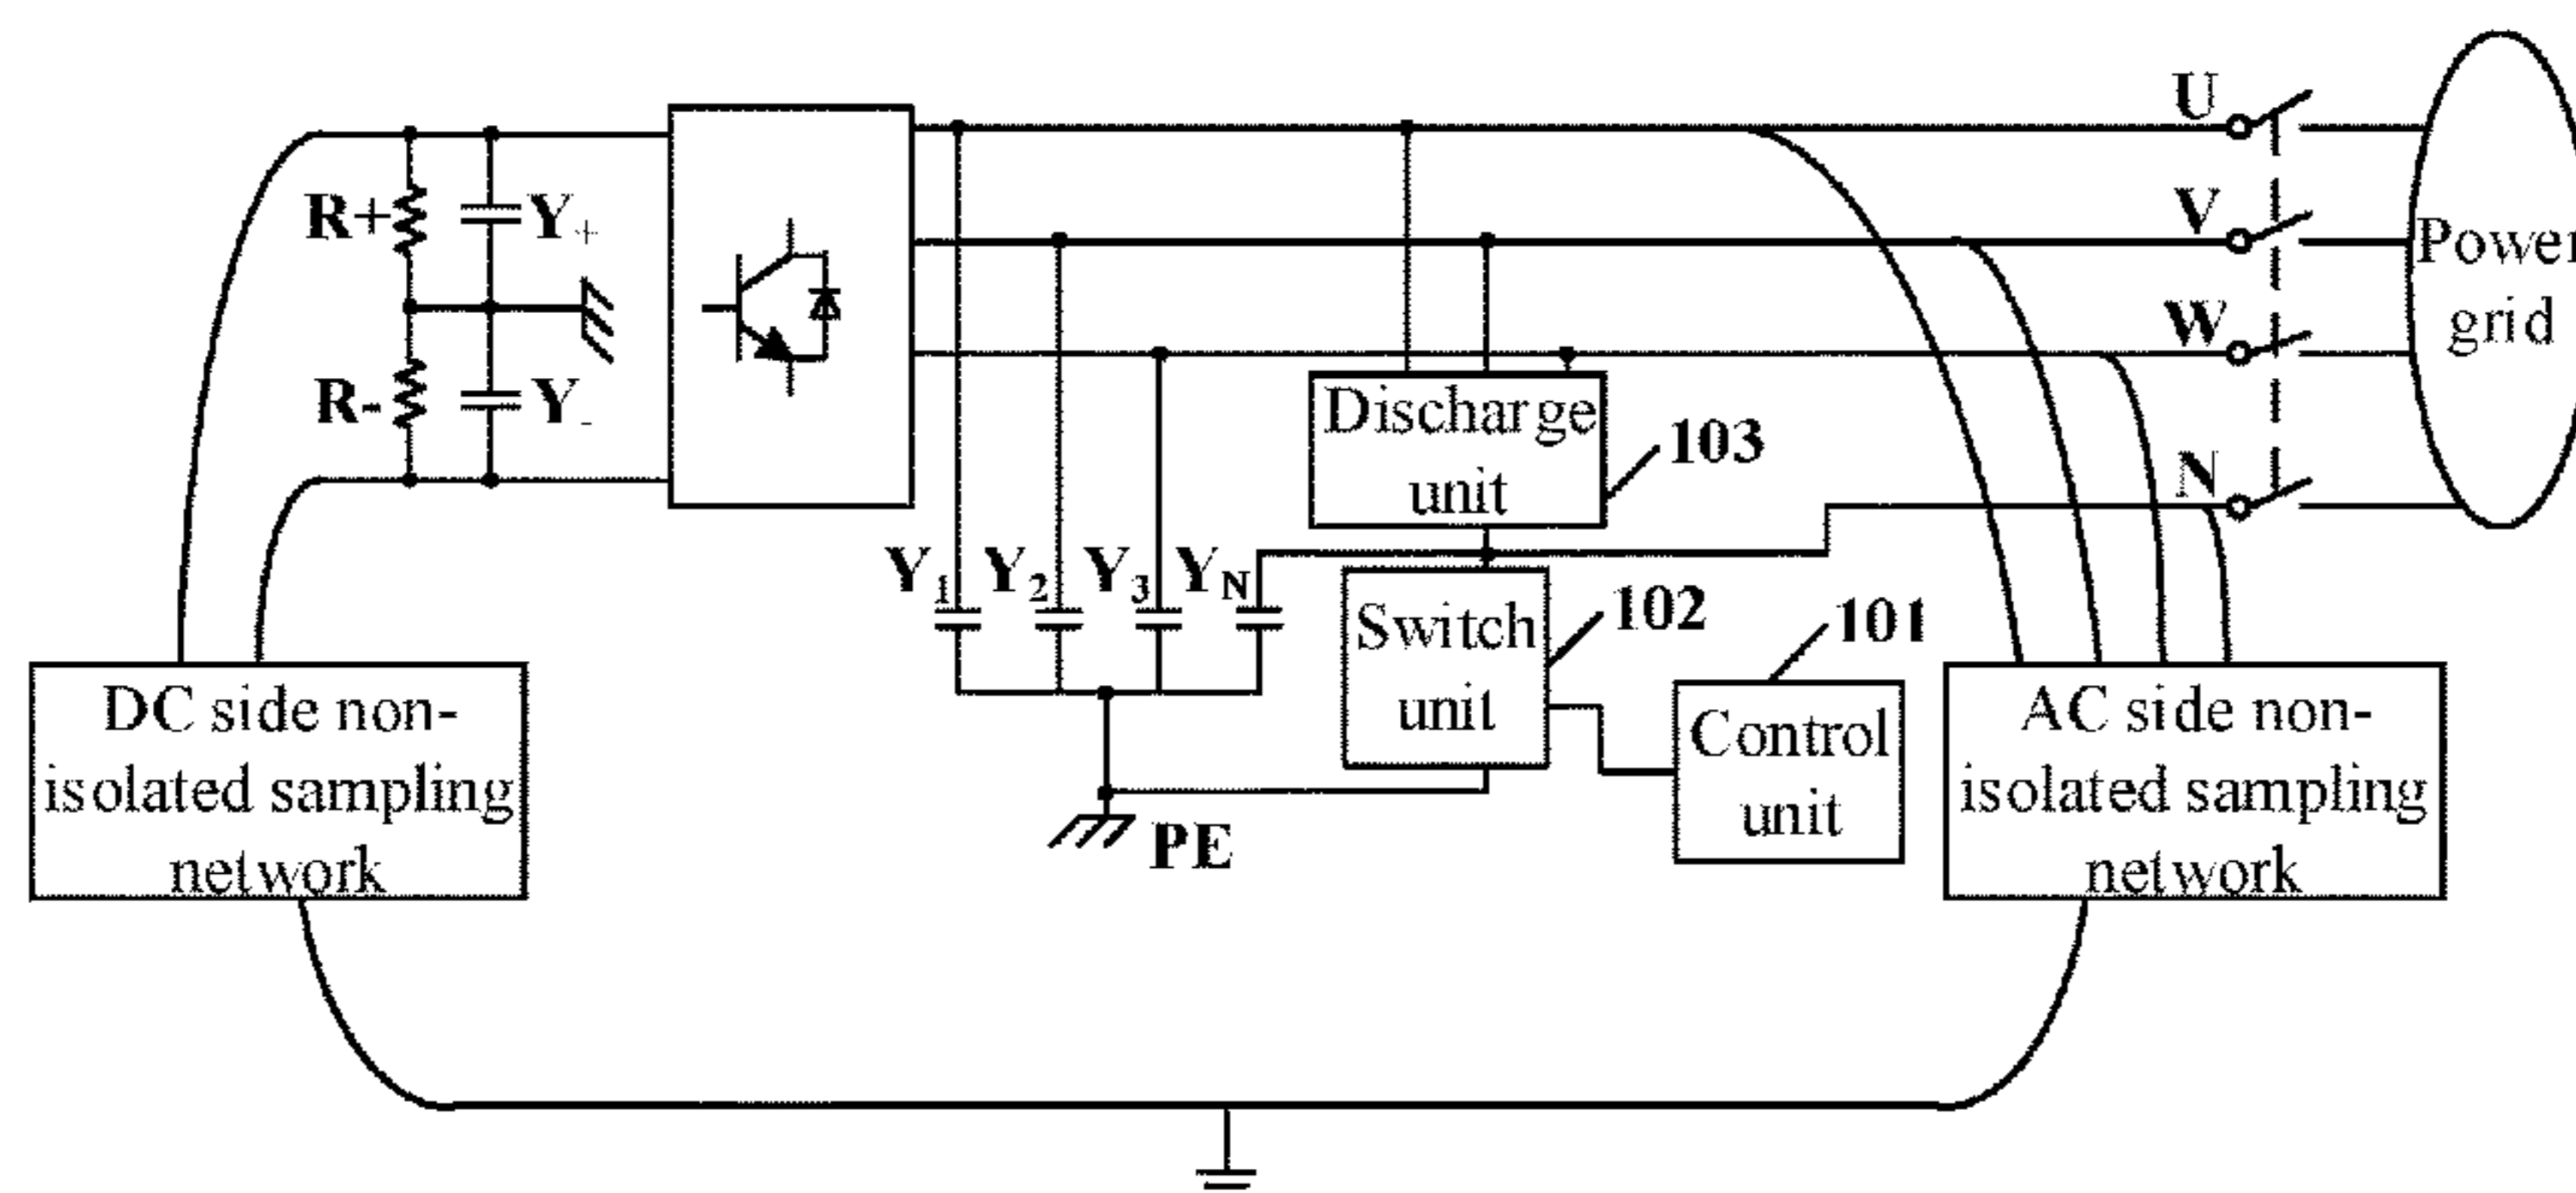 U
V
W
N
Power
grid
R+
Y+
R-
Y-
Discharge
unit
103
Y1 Y2 Y3 YN
Switch
unit
102
101
Control
unit
PE
DC side non-
isolated sampling
network
AC side non-
isolated sampling
network